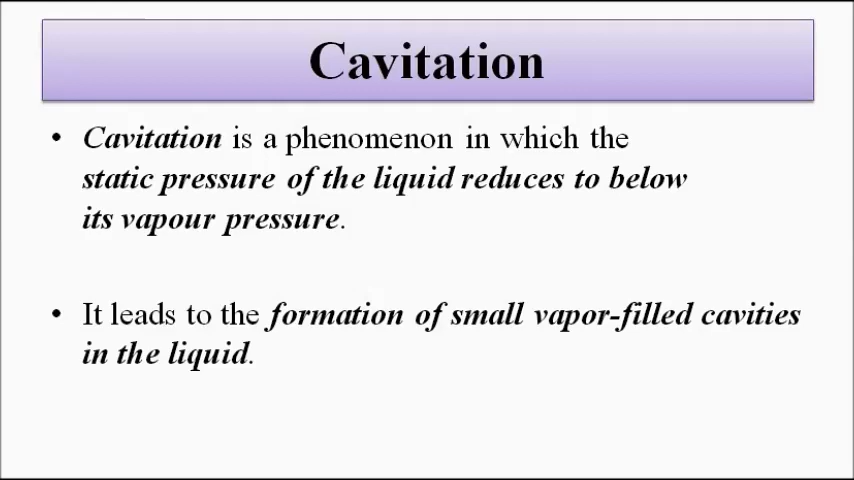 Cavitation
• Cavitation is a phenomenon in which the
static pressure of the liquid reduces to below
its vapour pressure.
• It leads to the formation of small vapor-filled cavities
in the liquid.